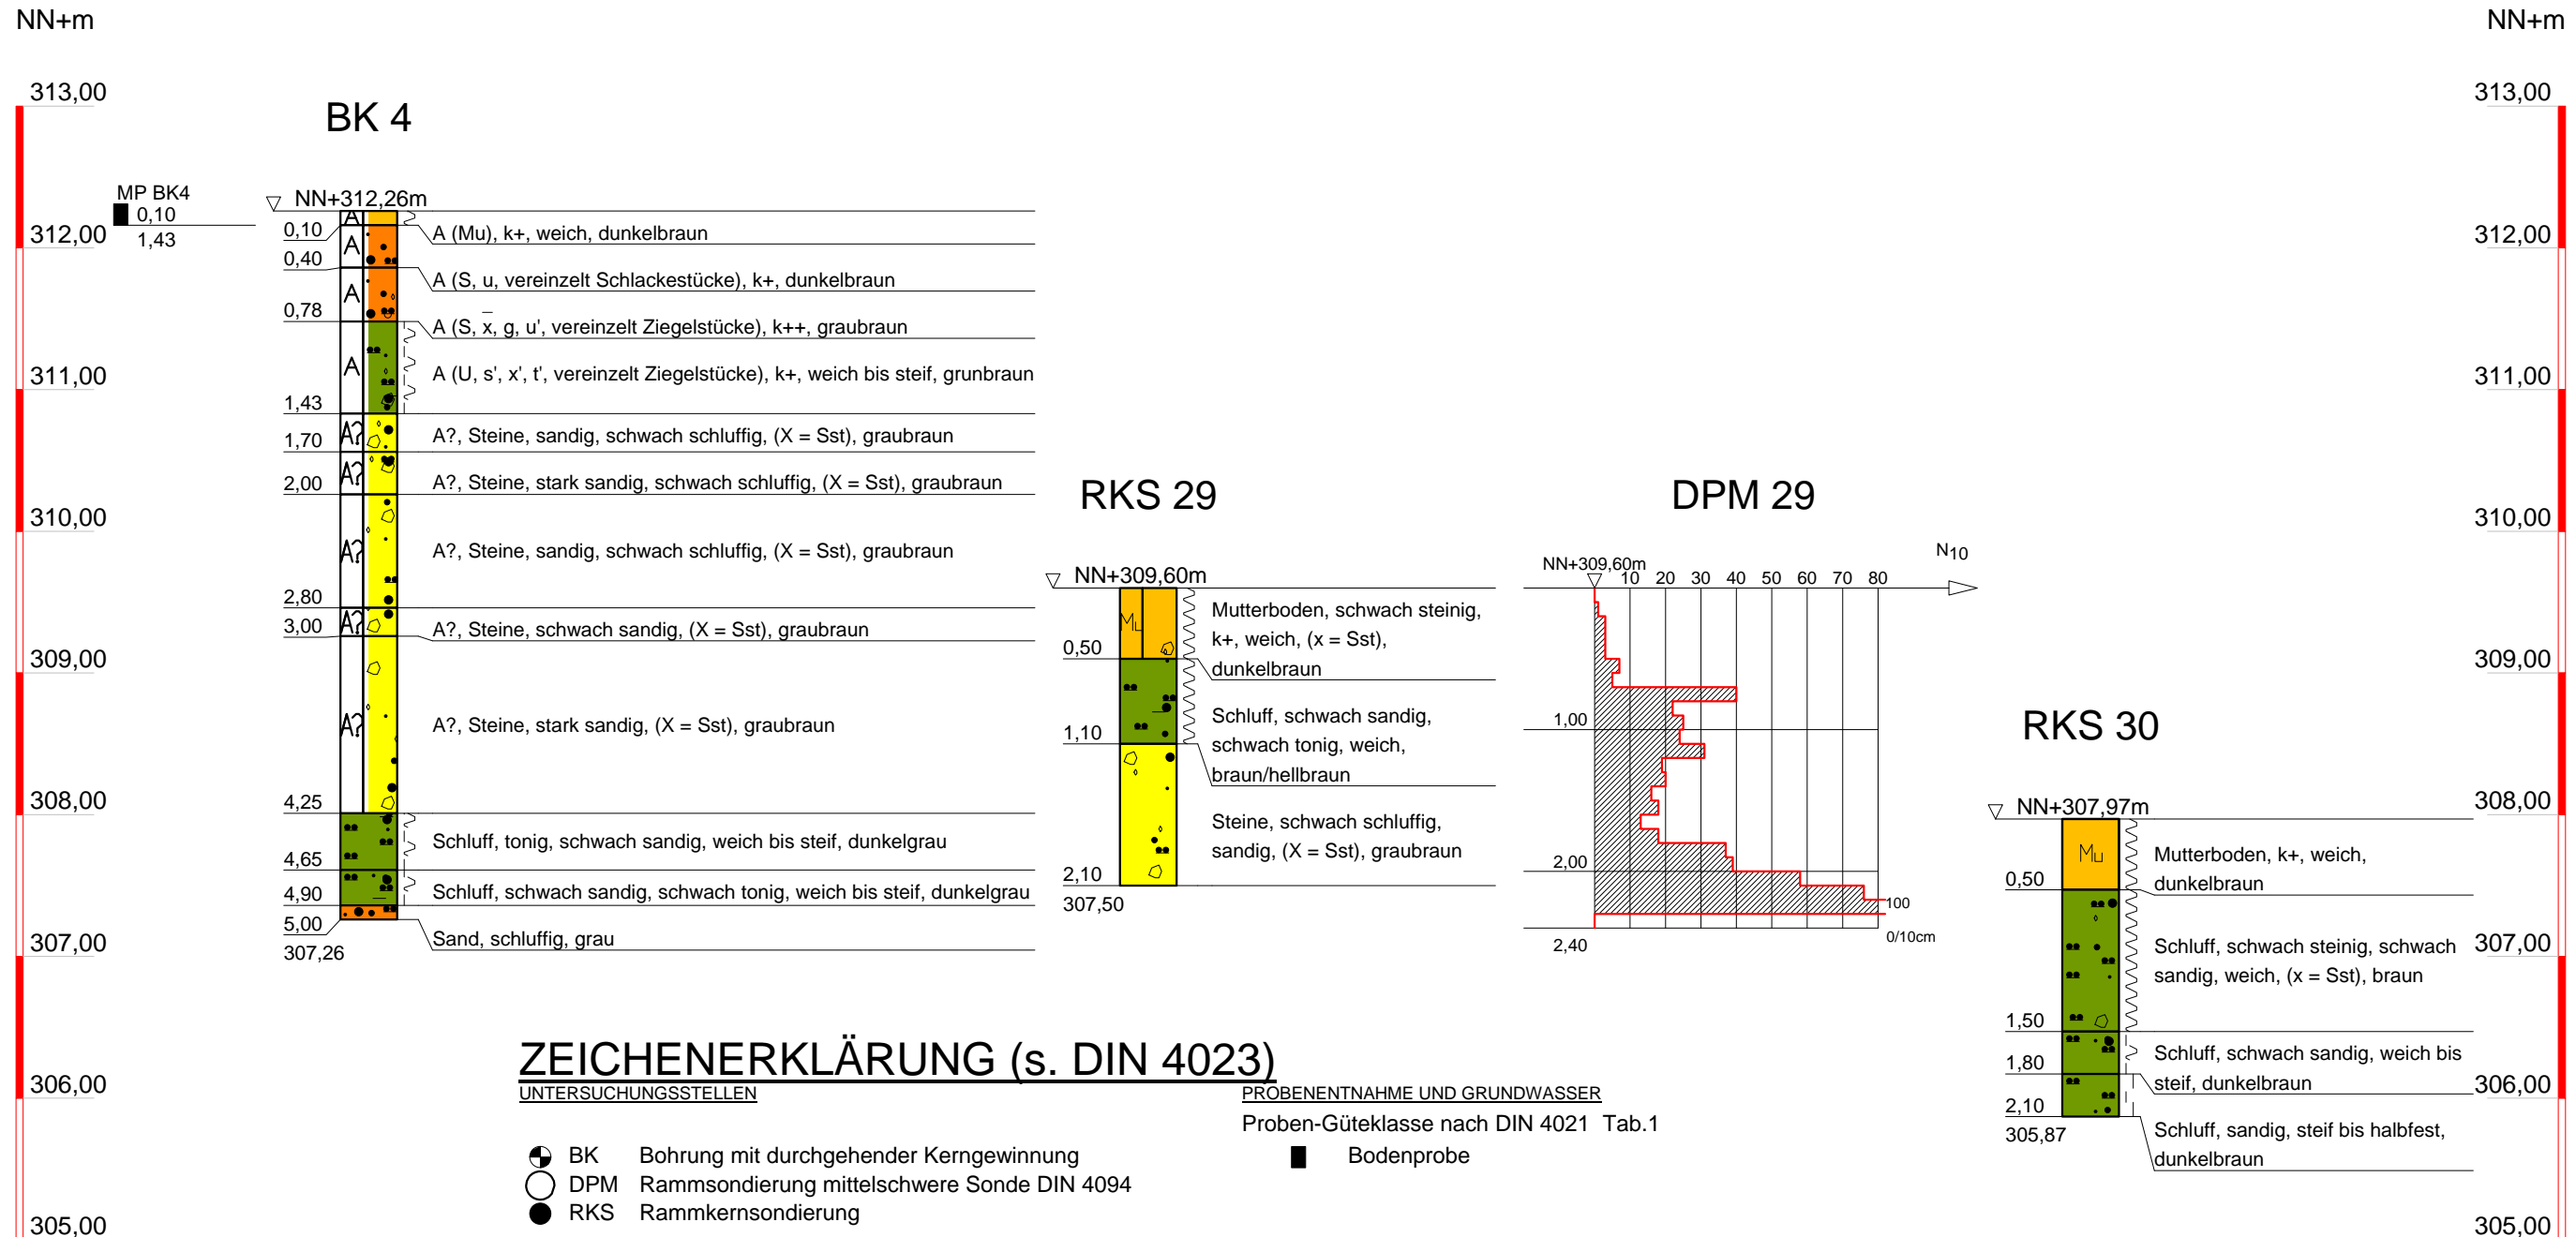 NN+m
NN+m
313,00
312,00
311,00
310,00
309,00
308,00
307,00
306,00
305,00
BK 4
MP BK4
0,10
1,43
NN+312,26m
0,10
0,40
0,78
1,43
1,70
2,00
2,80
3,00
4,25
4,65
4,90
5,00
307,26
A
A
A
A
A?
A?
A?
A?
A?
A (Mu), k+, weich, dunkelbraun
A (S, u, vereinzelt Schlackestücke), k+, dunkelbraun
A (S, x̅, g, u', vereinzelt Ziegelstücke), k++, graubraun
A (U, s', x', t', vereinzelt Ziegelstücke), k+, weich bis steif, grunbraun
A?, Steine, sandig, schwach schluffig, (X = Sst), graubraun
A?, Steine, stark sandig, schwach schluffig, (X = Sst), graubraun
A?, Steine, sandig, schwach schluffig, (X = Sst), graubraun
A?, Steine, schwach sandig, (X = Sst), graubraun
A?, Steine, stark sandig, (X = Sst), graubraun
Schluff, tonig, schwach sandig, weich bis steif, dunkelgrau
Schluff, schwach sandig, schwach tonig, weich bis steif, dunkelgrau
Sand, schluffig, grau
RKS 29
NN+309,60m
Mu
0,50
1,10
2,10
307,50
Mutterboden, schwach steinig,
k+, weich, (x = Sst),
dunkelbraun
Schluff, schwach sandig,
schwach tonig, weich,
braun/hellbraun
Steine, schwach schluffig,
sandig, (X = Sst), graubraun
DPM 29
N10
NN+309,60m
10 20 30 40 50 60 70 80
1,00
2,00
2,40
100
0/10cm
RKS 30
NN+307,97m
Mu
0,50
1,50
1,80
2,10
305,87
Mutterboden, k+, weich,
dunkelbraun
Schluff, schwach steinig, schwach
sandig, weich, (x = Sst), braun
Schluff, schwach sandig, weich bis
steif, dunkelbraun
Schluff, sandig, steif bis halbfest,
dunkelbraun
313,00
312,00
311,00
310,00
309,00
308,00
307,00
306,00
305,00
ZEICHENERKLÄRUNG (s. DIN 4023)
UNTERSUCHUNGSSTELLEN
BK Bohrung mit durchgehender Kerngewinnung
DPM Rammsondierung mittelschwere Sonde DIN 4094
RKS Rammkernsondierung
PROBENENTNAHME UND GRUNDWASSER
Proben-Güteklasse nach DIN 4021 Tab.1
Bodenprobe